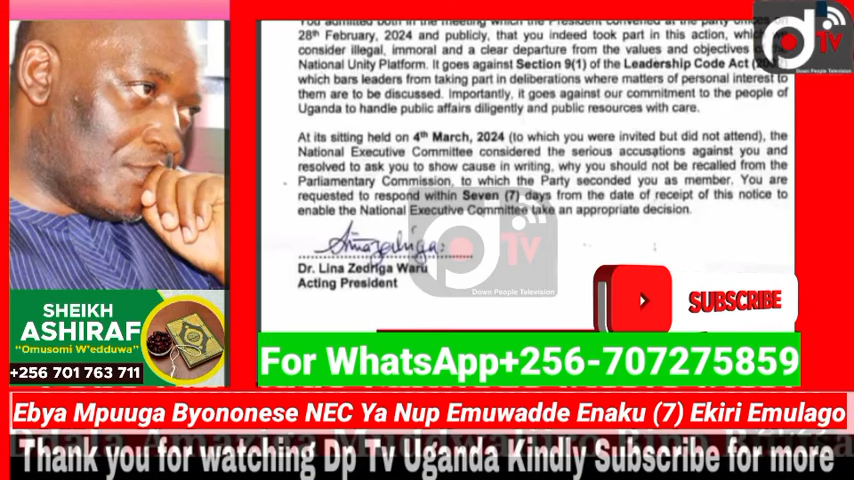 You admitted both in the meeting which the President convened at the party offices on
28th February, 2024 and publicly, that you indeed took part in this action, which we
consider illegal, immoral and a clear departure from the values and objectives of the
National Unity Platform. It goes against Section 9(1) of the Leadership Code Act
which bars leaders from taking part in deliberations where matters of personal interest to
them are to be discussed. Importantly, it goes against our commitment to the people of
Uganda to handle public affairs diligently and public resources with care.
At its sitting held on 4th March, 2024 (to which you were invited but did not attend), the
National Executive Committee considered the serious accusations against you and
resolved to ask you to show cause in writing, why you should not be recalled from the
Parliamentary Commission, to which the Party seconded you as member. You are
requested to respond within Seven (7) days from the date of receipt of this notice to
enable the National Executive Committee take an appropriate decision.
Dr. Lina Zedriga Waru
Acting President
d TV
Down People Television
d TV
Down People Television
SUBSCRIBE
SHEIKH
ASHIRAF
"Omusomi W'edduwa"
+256 701 763 711
For WhatsApp+256-707275859
Ebya Mpuuga Byononese NEC Ya Nup Emuwadde Enaku (7) Ekiri Emulago
Thank you for watching Dp Tv Uganda Kindly Subscribe for more